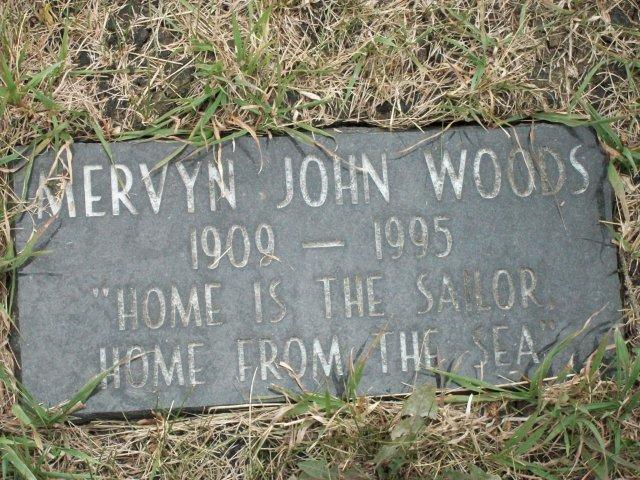 MERVYN JOHN WOODS
1909 — 1995
"HOME IS THE SAILOR,
HOME FROM THE SEA"